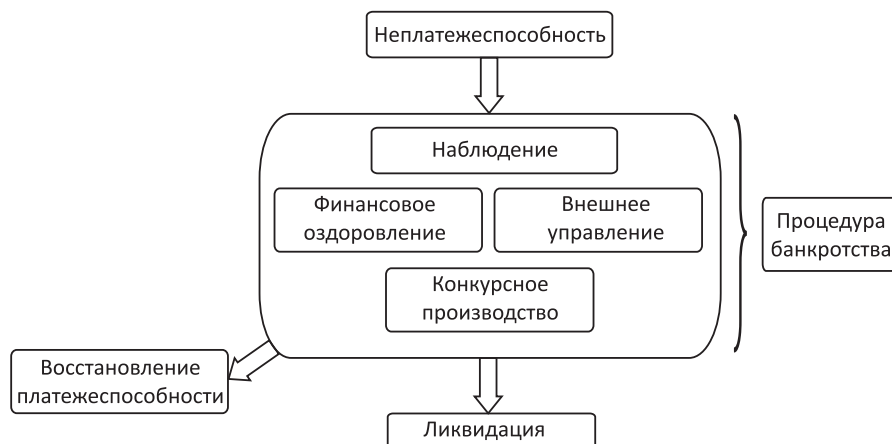 Неплатежеспособность
Наблюдение
Финансовое
оздоровление
Внешнее
управление
Конкурсное
производство
Процедура
банкротства
Восстановление
платежеспособности
Ликвидация